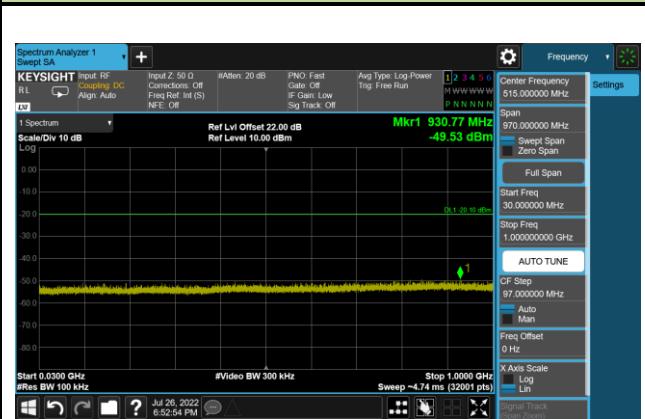 Spectrum Analyzer 1
Swept SA
+
Frequency
KEYSIGHT
RL
LXI
Input: RF
Coupling: DC
Align: Auto
Input Z: 50 Ω
Corrections: Off
Freq Ref: Int (S)
NFE: Off
#Atten: 20 dB
PNO: Fast
Gate: Off
IF Gain: Low
Sig Track: Off
Avg Type: Log-Power
Trig: Free Run
1 2 3 4 5 6
M W W W W W
P N N N N N
1 Spectrum
Scale/Div 10 dB
Ref Lvl Offset 22.00 dB
Ref Level 10.00 dBm
Mkr1 930.77 MHz
-49.53 dBm
Log
0.00
-10.0
-20.0
-30.0
-40.0
-50.0
-60.0
-70.0
-80.0
DL1 -20.10 dBm
1
Start 0.0300 GHz
#Res BW 100 kHz
#Video BW 300 kHz
Stop 1.0000 GHz
Sweep ~4.74 ms (32001 pts)
Center Frequency
515.000000 MHz
Settings
Span
970.000000 MHz
Swept Span
Zero Span
Full Span
Start Freq
30.000000 MHz
Stop Freq
1.000000000 GHz
AUTO TUNE
CF Step
97.000000 MHz
Auto
Man
Freq Offset
0 Hz
X Axis Scale
Log
Lin
Signal Track
(Span Zoom)
?
Jul 26, 2022
6:52:54 PM